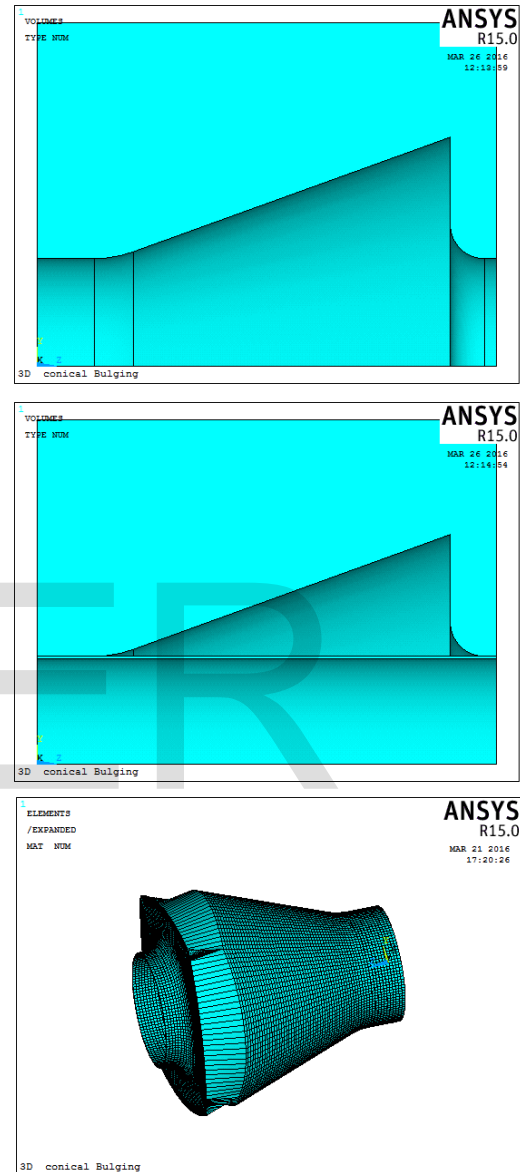 1
VOLUMES
TYPE NUM
ANSYS
R15.0
MAR 26 2016
12:13:59
Y
K Z
3D conical Bulging
1
VOLUMES
TYPE NUM
ANSYS
R15.0
MAR 26 2016
12:14:54
Y
K Z
3D conical Bulging
ER
1
ELEMENTS
/EXPANDED
MAT NUM
ANSYS
R15.0
MAR 21 2016
17:20:26
3D conical Bulging